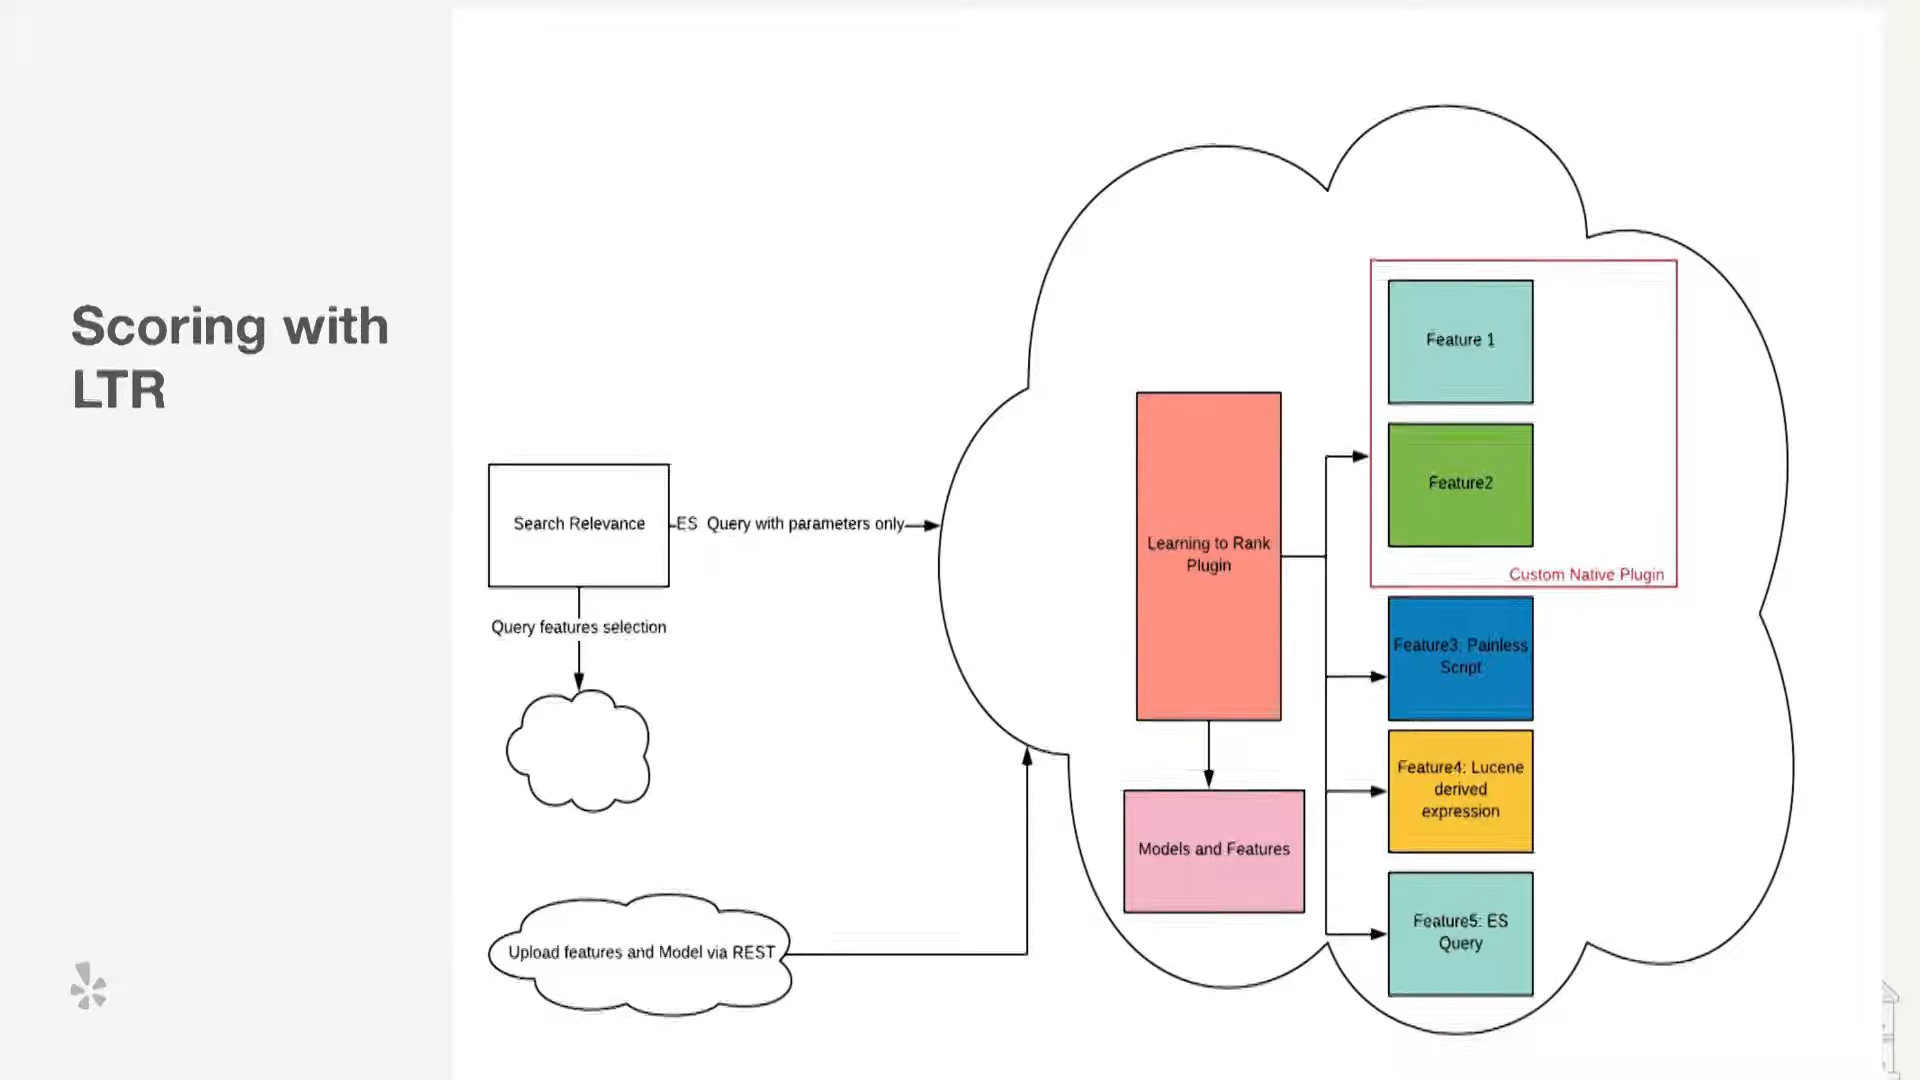 Scoring with
LTR
Search Relevance
ES  Query with parameters only
Query features selection
Upload features and Model via REST
Learning to Rank
Plugin
Models and Features
Feature 1
Feature2
Custom Native Plugin
Feature3: Painless
Script
Feature4: Lucene
derived
expression
Feature5: ES
Query